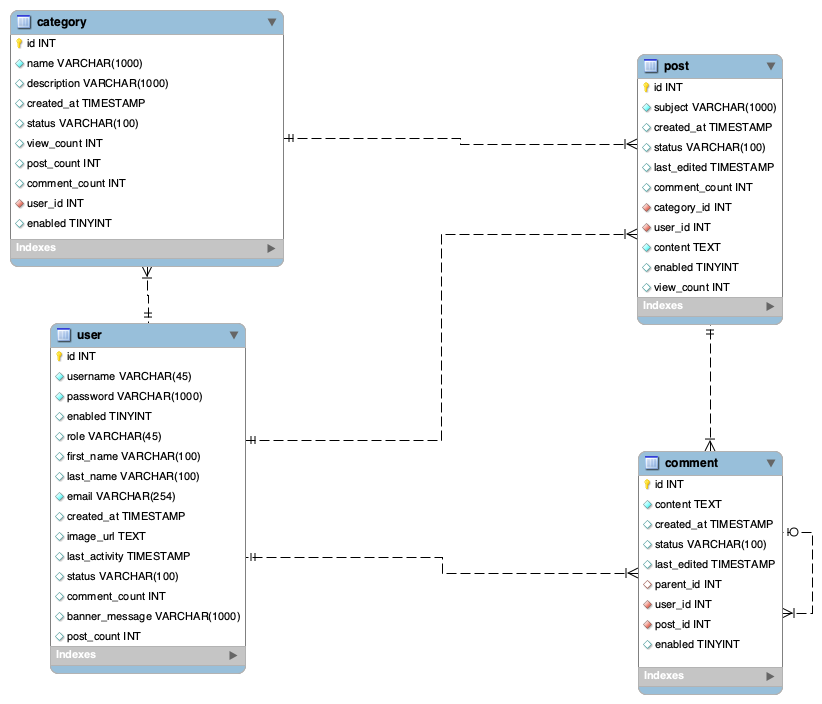 category
id INT
name VARCHAR(1000)
description VARCHAR(1000)
created_at TIMESTAMP
status VARCHAR(100)
view_count INT
post_count INT
comment_count INT
user_id INT
enabled TINYINT
Indexes
post
id INT
subject VARCHAR(1000)
created_at TIMESTAMP
status VARCHAR(100)
last_edited TIMESTAMP
comment_count INT
category_id INT
user_id INT
content TEXT
enabled TINYINT
view_count INT
Indexes
user
id INT
username VARCHAR(45)
password VARCHAR(1000)
enabled TINYINT
role VARCHAR(45)
first_name VARCHAR(100)
last_name VARCHAR(100)
email VARCHAR(254)
created_at TIMESTAMP
image_url TEXT
last_activity TIMESTAMP
status VARCHAR(100)
comment_count INT
banner_message VARCHAR(1000)
post_count INT
Indexes
comment
id INT
content TEXT
created_at TIMESTAMP
status VARCHAR(100)
last_edited TIMESTAMP
parent_id INT
user_id INT
post_id INT
enabled TINYINT
Indexes